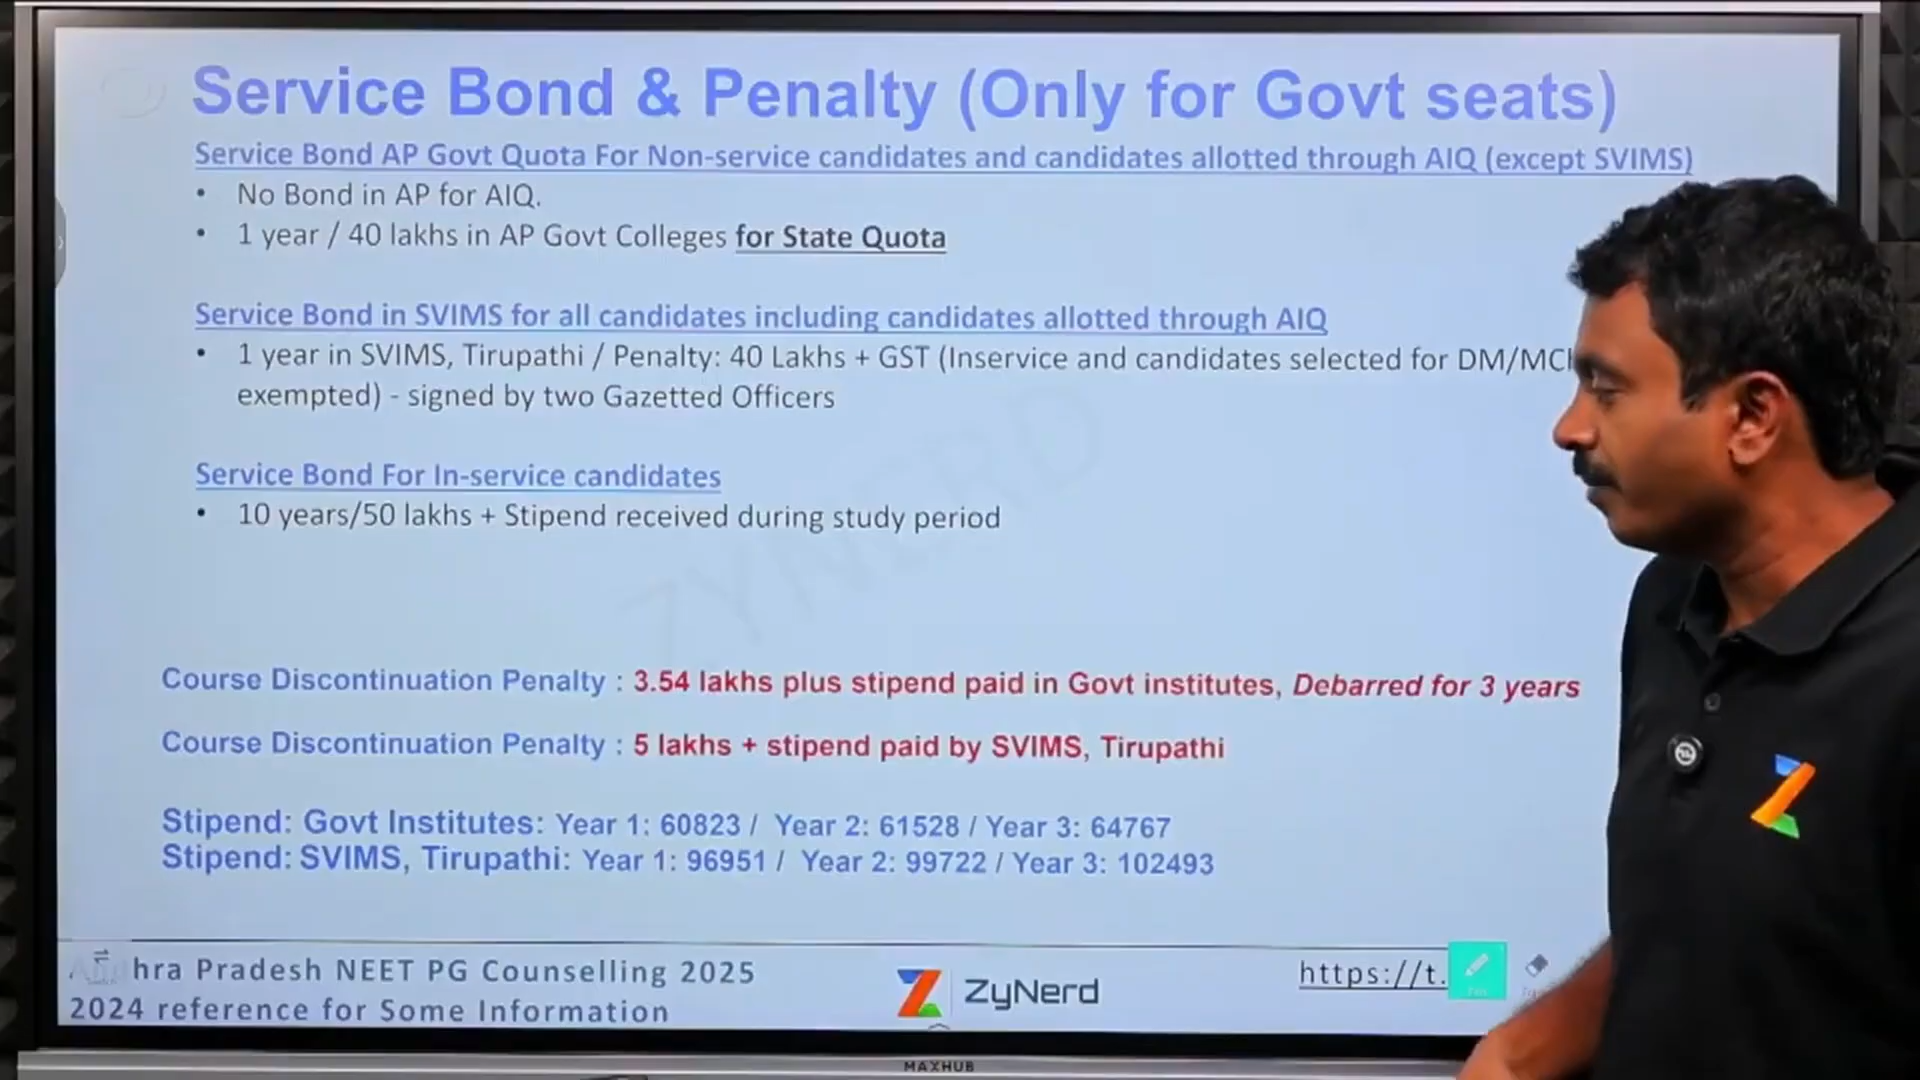 Service Bond & Penalty (Only for Govt seats)
Service Bond AP Govt Quota For Non-service candidates and candidates allotted through AIQ (except SVIMS)
• No Bond in AP for AIQ.
• 1 year / 40 lakhs in AP Govt Colleges for State Quota
Service Bond in SVIMS for all candidates including candidates allotted through AIQ
• 1 year in SVIMS, Tirupathi / Penalty: 40 Lakhs + GST (Inservice and candidates selected for DM/MCh
exempted) - signed by two Gazetted Officers
Service Bond For In-service candidates
• 10 years/50 lakhs + Stipend received during study period
ZYNERD
Course Discontinuation Penalty : 3.54 lakhs plus stipend paid in Govt institutes, Debarred for 3 years
Course Discontinuation Penalty : 5 lakhs + stipend paid by SVIMS, Tirupathi
Stipend: Govt Institutes: Year 1: 60823 / Year 2: 61528 / Year 3: 64767
Stipend: SVIMS, Tirupathi: Year 1: 96951 / Year 2: 99722 / Year 3: 102493
Andhra Pradesh NEET PG Counselling 2025
2024 reference for Some Information
ZyNerd
https://t.
MAXHUB